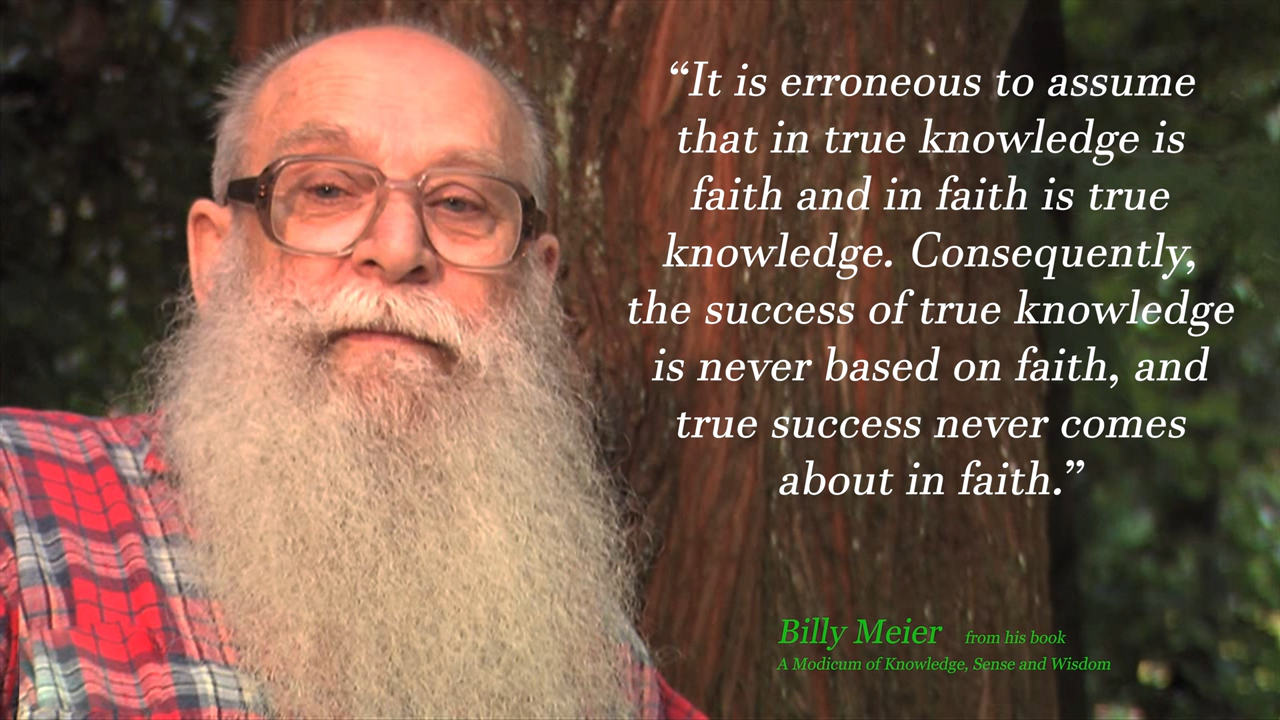 “It is erroneous to assume
that in true knowledge is
faith and in faith is true
knowledge. Consequently,
the success of true knowledge
is never based on faith, and
true success never comes
about in faith.”
Billy Meier from his book
A Modicum of Knowledge, Sense and Wisdom